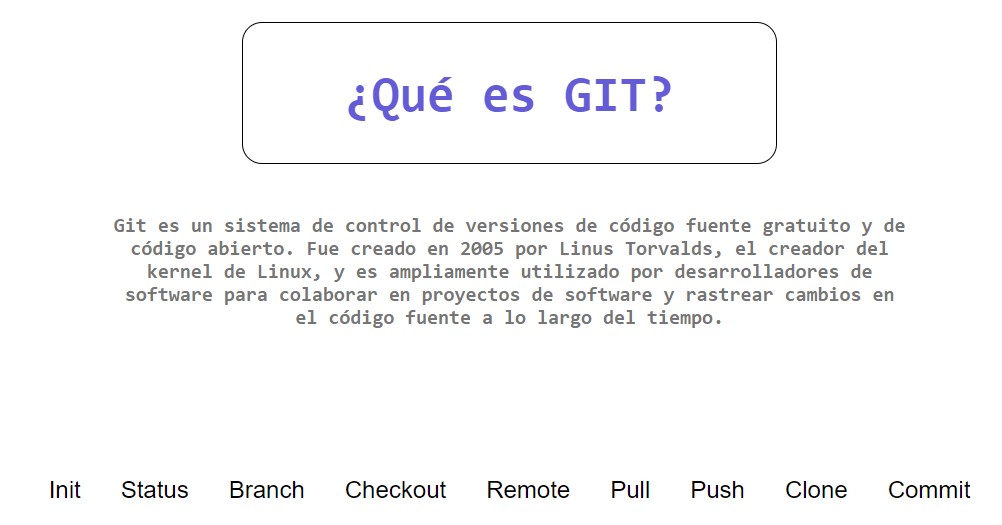 ¿Qué es GIT?
Git es un sistema de control de versiones de código fuente gratuito y de
código abierto. Fue creado en 2005 por Linus Torvalds, el creador del
kernel de Linux, y es ampliamente utilizado por desarrolladores de
software para colaborar en proyectos de software y rastrear cambios en
el código fuente a lo largo del tiempo.
Init Status Branch Checkout Remote Pull Push Clone Commit